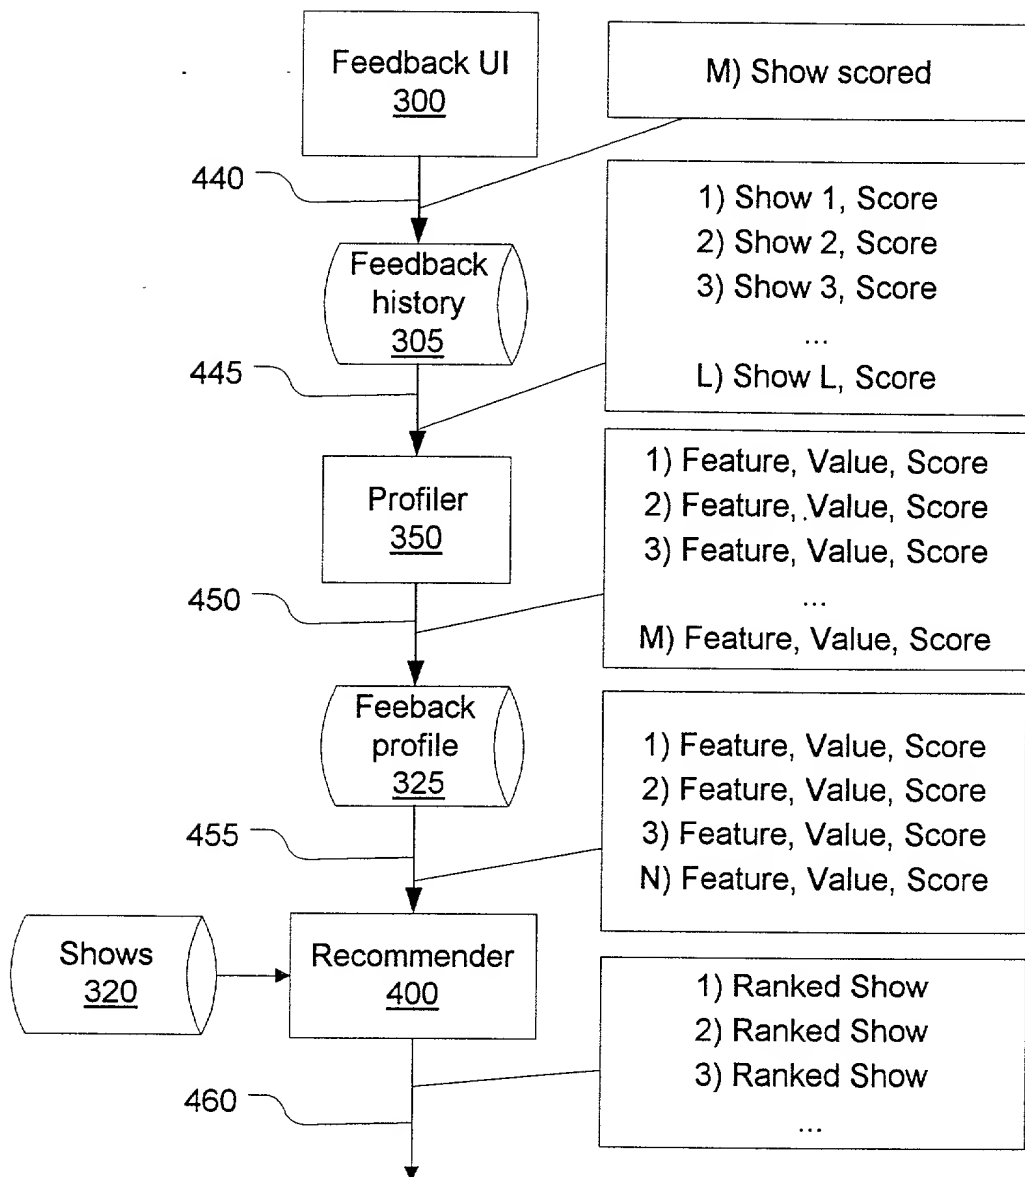 Feedback UI
300
M) Show scored
440
1) Show 1, Score
2) Show 2, Score
3) Show 3, Score
...
L) Show L, Score
Feedback
history
305
445
1) Feature, Value, Score
2) Feature, Value, Score
3) Feature, Value, Score
...
M) Feature, Value, Score
Profiler
350
450
Feeback
profile
325
1) Feature, Value, Score
2) Feature, Value, Score
3) Feature, Value, Score
N) Feature, Value, Score
455
Shows
320
Recommender
400
1) Ranked Show
2) Ranked Show
3) Ranked Show
...
460